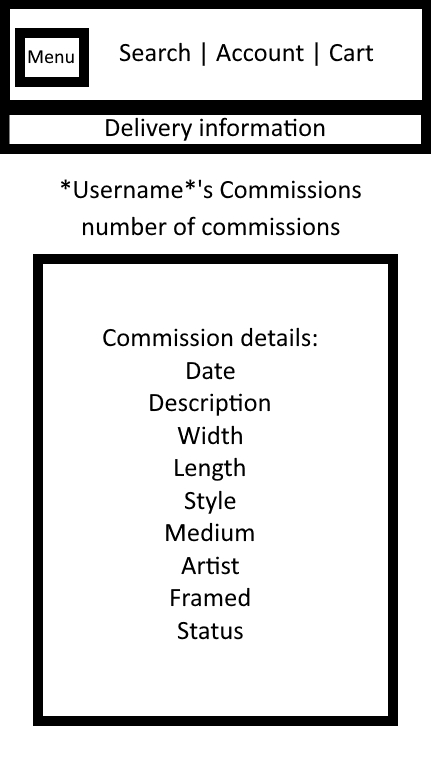 Menu
Search | Account | Cart
Delivery information
*Username*'s Commissions
number of commissions
Commission details:
Date
Description
Width
Length
Style
Medium
Artist
Framed
Status